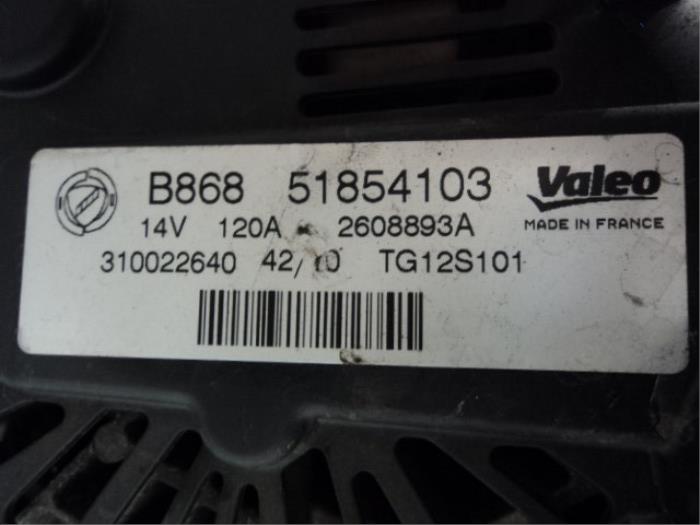 B868 51854103 Valeo
14V 120A 2608893A MADE IN FRANCE
310022640 42/10 TG12S101